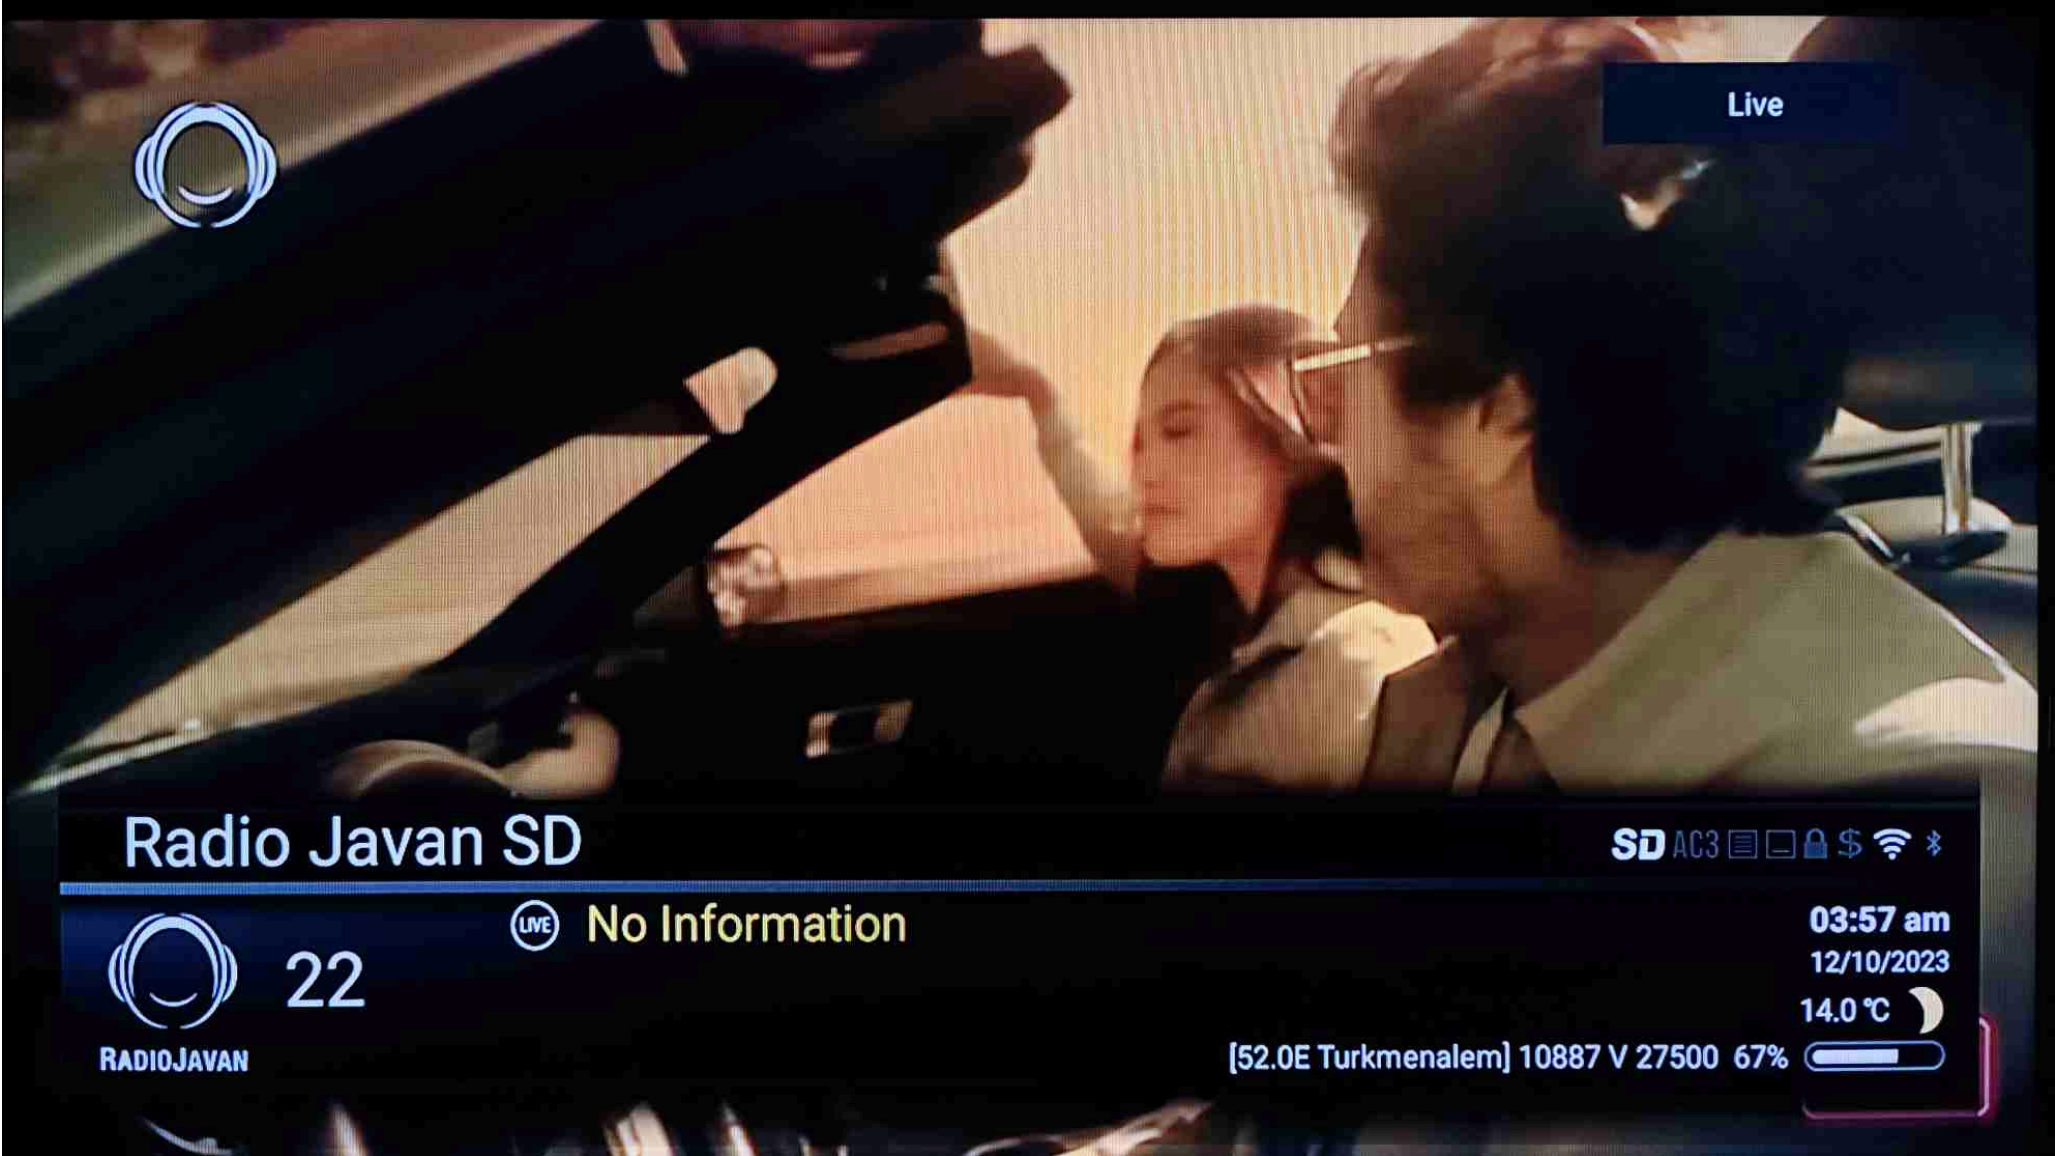 Live
Radio Javan SD
SD AC3 $
22
LIVE No Information
03:57 am
12/10/2023
14.0 °C
RADIOJAVAN
[52.0E Turkmenalem] 10887 V 27500 67%